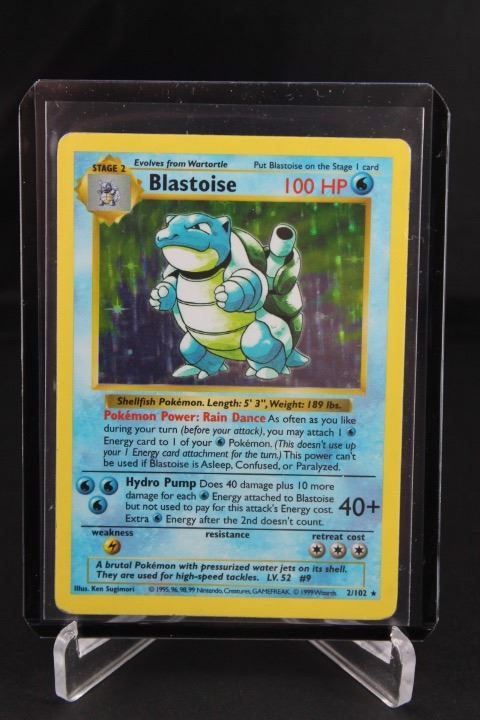 STAGE 2
Evolves from Wartortle
Put Blastoise on the Stage 1 card
Blastoise
100 HP
Shellfish Pokémon. Length: 5' 3", Weight: 189 lbs.
Pokémon Power: Rain Dance As often as you like
during your turn (before your attack), you may attach 1
Energy card to 1 of your Pokémon. (This doesn't use up
your 1 Energy card attachment for the turn.) This power can't
be used if Blastoise is Asleep, Confused, or Paralyzed.
Hydro Pump Does 40 damage plus 10 more
damage for each Energy attached to Blastoise
but not used to pay for this attack's Energy cost.
Extra Energy after the 2nd doesn't count.
40+
weakness
resistance
retreat cost
A brutal Pokémon with pressurized water jets on its shell.
They are used for high-speed tackles. LV. 52 #9
Illus. Ken Sugimori
© 1995, 96, 98, 99 Nintendo, Creatures, GAMEFREAK. © 1999 Wizards.
2/102 ★